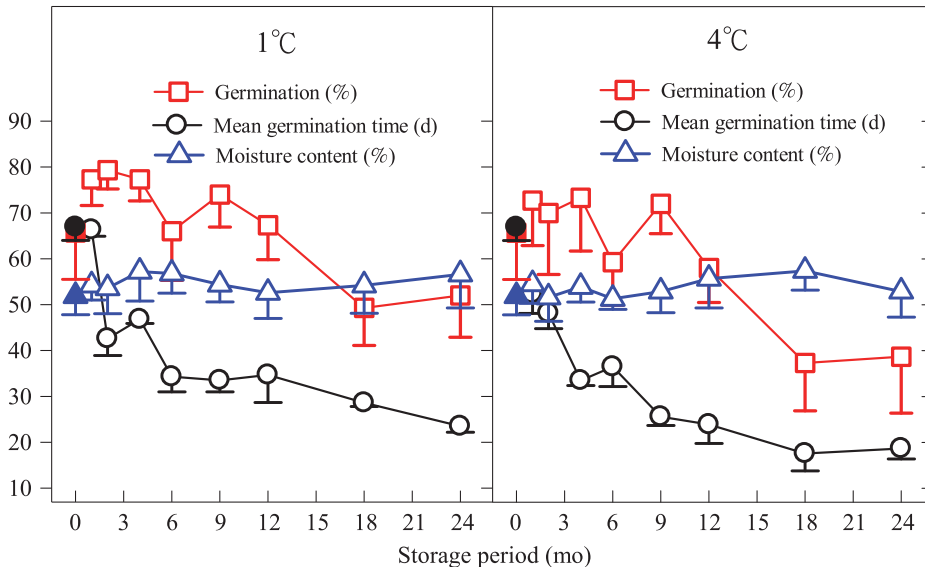 1℃
4℃
Germination (%)
Mean germination time (d)
Moisture content (%)
Germination (%)
Mean germination time (d)
Moisture content (%)
90
80
70
60
50
40
30
20
10
0 3 6 9 12 15 18 21 24
0 3 6 9 12 15 18 21 24
Storage period (mo)